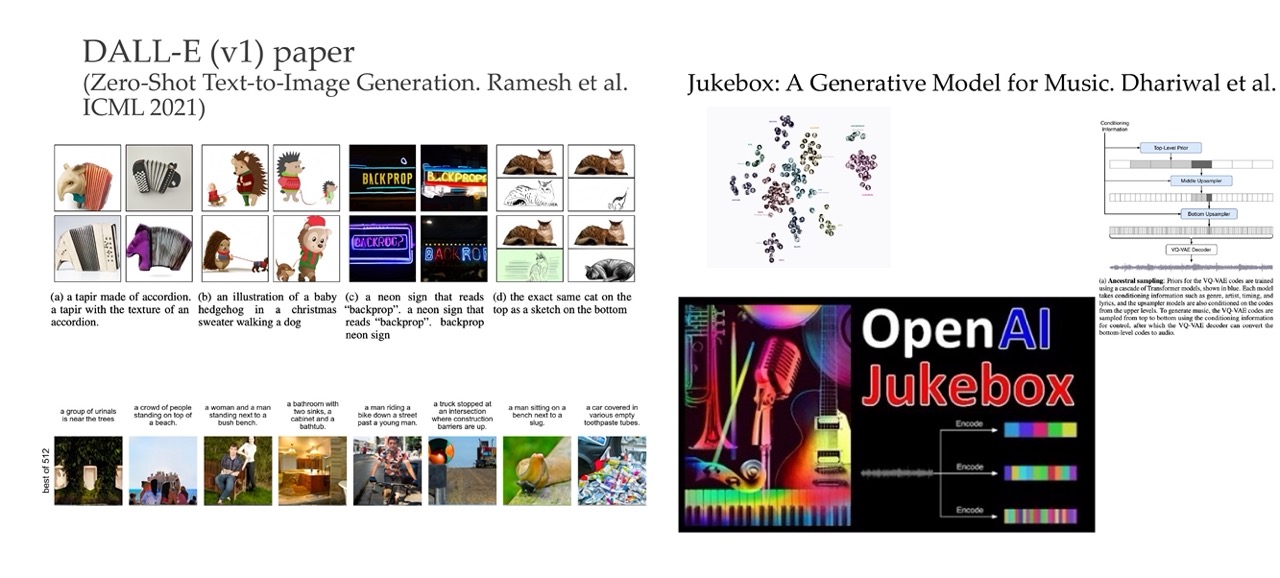 DALL-E (v1) paper
(Zero-Shot Text-to-Image Generation. Ramesh et al.
ICML 2021)
BACKPROP
BACKPROP
BACKROP
(a) a tapir made of accordion.
a tapir with the texture of an
accordion.
(b) an illustration of a baby
hedgehog in a christmas
sweater walking a dog
(c) a neon sign that reads
“backprop”. a neon sign that
reads “backprop”. backprop
neon sign
(d) the exact same cat on the
top as a sketch on the bottom
a group of urinals
is near the trees
a crowd of people
standing on top of
a beach.
a woman and a man
standing next to a
bush bench.
a bathroom with
two sinks, a
cabinet and a
bathtub.
a man riding a
bike down a street
past a young man.
a truck stopped at
an intersection
where construction
barriers are up.
a man sitting on a
bench next to a
slug.
a car covered in
various empty
toothpaste tubes.
best of 512
Jukebox: A Generative Model for Music. Dhariwal et al.
Conditioning
Information
Top-Level Prior
Middle Upsampler
Bottom Upsampler
VQ-VAE Decoder
(a) Ancestral sampling: Priors for the VQ-VAE codes are trained
using a cascade of Transformer models, shown in blue. Each model
takes conditioning information such as genre, artist, timing, and
lyrics, and the upsampler models are also conditioned on the codes
from the upper levels. To generate music, the VQ-VAE codes are
sampled from top to bottom using the conditioning information
for control, after which the VQ-VAE decoder can convert the
bottom-level codes to audio.
OpenAI
Jukebox
Encode
Encode
Encode